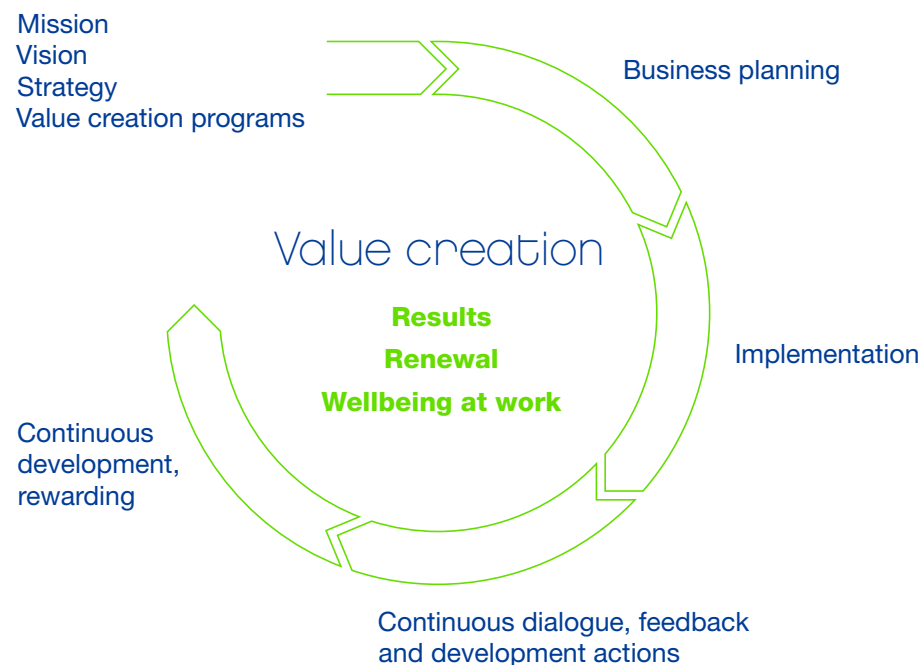 Mission
Vision
Strategy
Value creation programs
Business planning
Value creation
Results
Renewal
Wellbeing at work
Implementation
Continuous
development,
rewarding
Continuous dialogue, feedback
and development actions